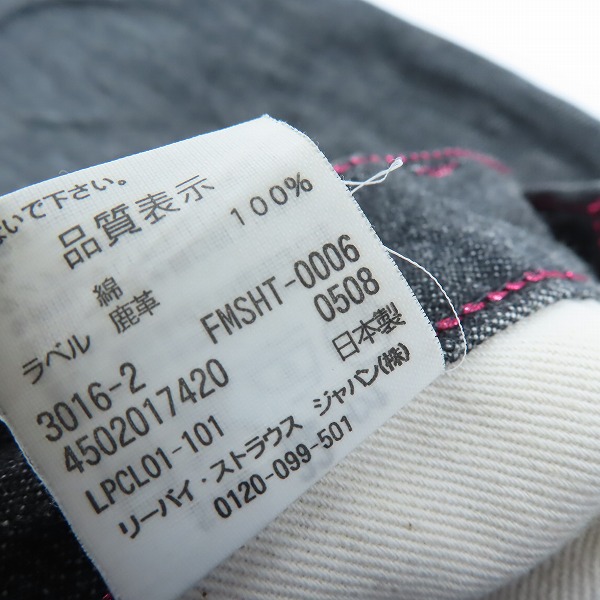 ないで下さい。
品質表示
綿 100%
ラベル 鹿革
FMSHT-0006
3016-2 0508
4502017420 日本製
LPCL01-101
リーバイ・ストラウス ジャパン(株)
0120-099-501